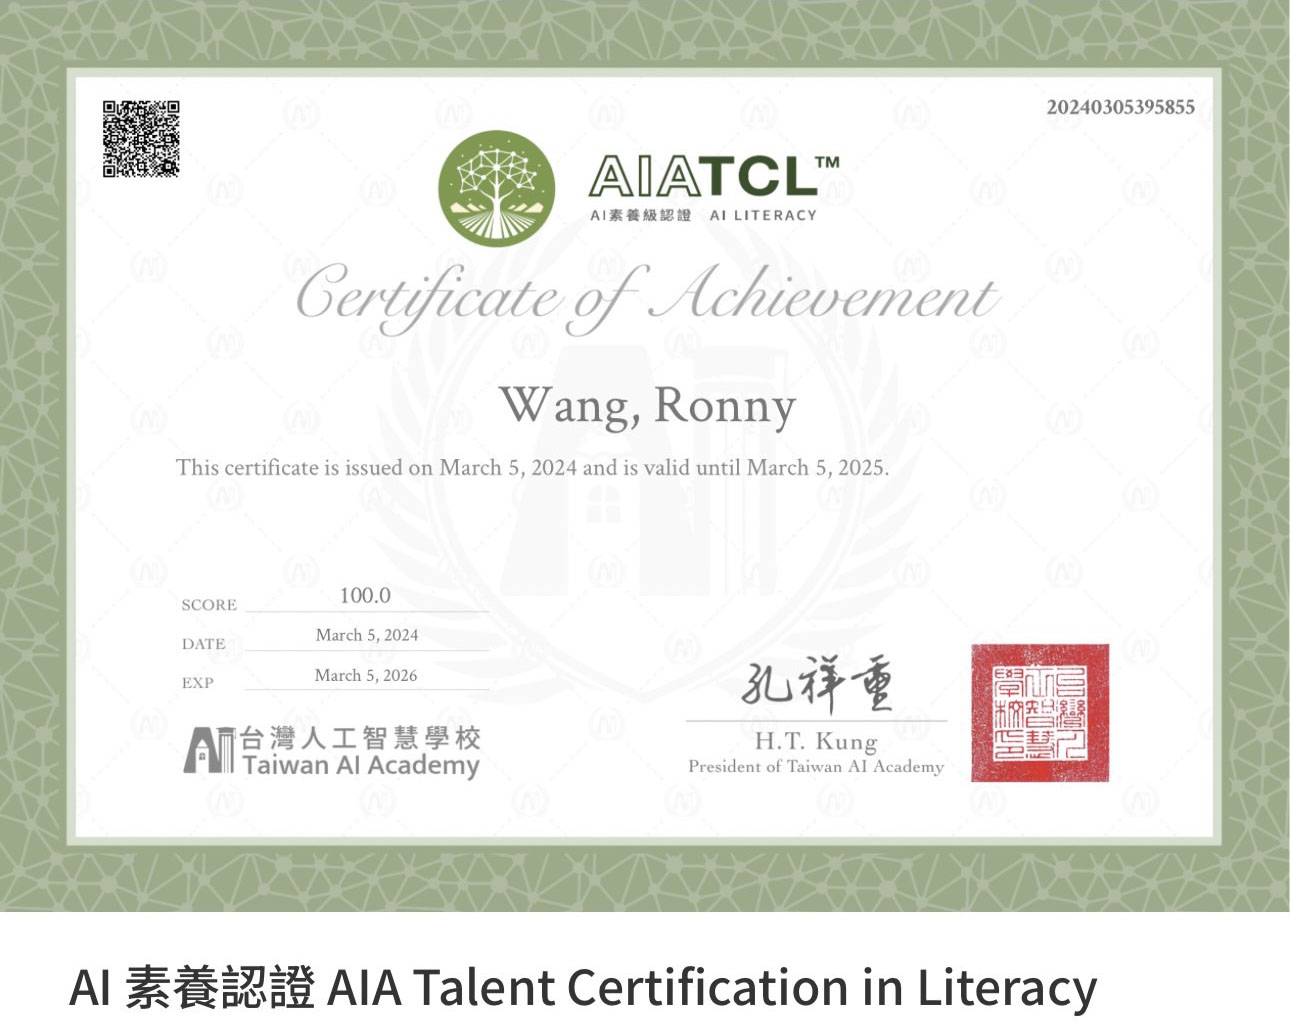 20240305395855
AIATCL™
AI素養級認證 AI LITERACY
Certificate of Achievement
Wang, Ronny
This certificate is issued on March 5, 2024 and is valid until March 5, 2025.
SCORE 100.0
DATE March 5, 2024
EXP March 5, 2026
台灣人工智慧學校
Taiwan AI Academy
孔祥重
H.T. Kung
President of Taiwan AI Academy
台灣人
工智慧
學校印
AI 素養認證 AIA Talent Certification in Literacy